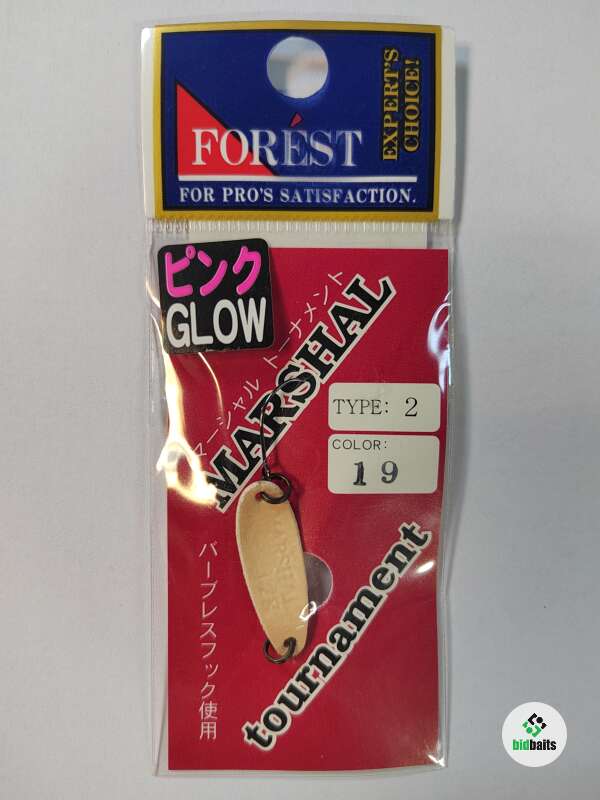 FORÉST
FOR PRO'S SATISFACTION.
EXPERT'S
CHOICE!
ピンク
GLOW
マーシャル トーナメント
MARSHAL
TYPE: 2
COLOR:
19
tournament
バーブレスフック使用
bidbaits